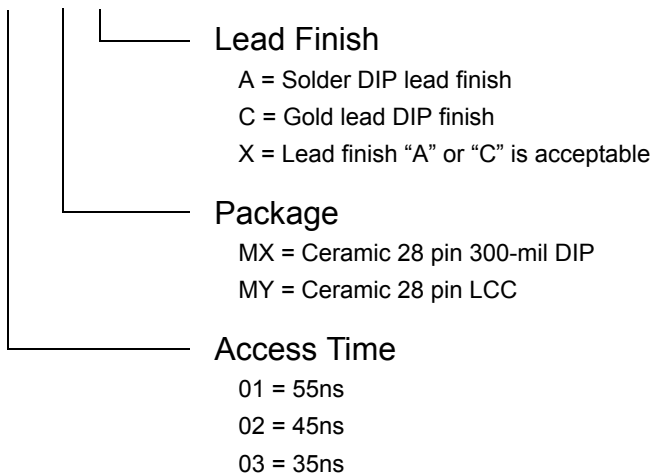 Lead Finish
A = Solder DIP lead finish
C = Gold lead DIP finish
X = Lead finish “A” or “C” is acceptable
Package
MX = Ceramic 28 pin 300-mil DIP
MY = Ceramic 28 pin LCC
Access Time
01 = 55ns
02 = 45ns
03 = 35ns